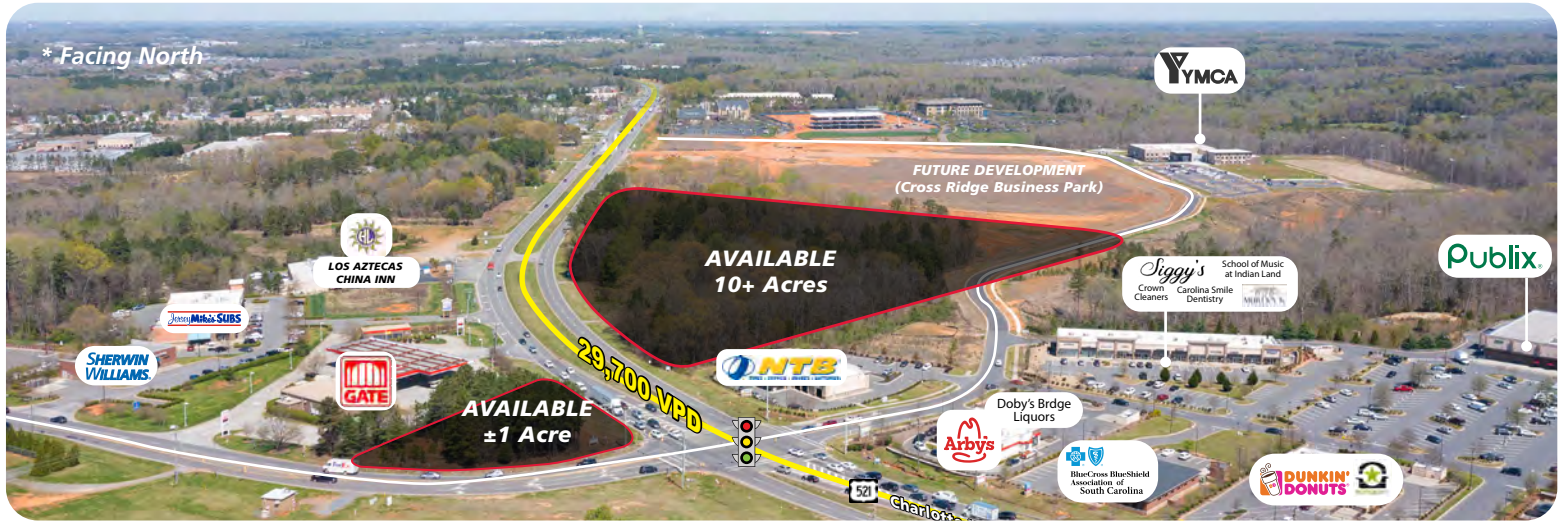 * Facing North
YMCA
FUTURE DEVELOPMENT
(Cross Ridge Business Park)
LOS AZTECAS
CHINA INN
AVAILABLE
10+ Acres
Siggy's
School of Music
at Indian Land
Crown
Cleaners
Carolina Smile
Dentistry
Publix.
Jersey Mike's SUBS
SHERWIN
WILLIAMS.
GATE
29,700 VPD
NTB
AVAILABLE
±1 Acre
Doby's Brdge
Liquors
Arby's
BlueCross BlueShield
Association of
South Carolina
DUNKIN'
DONUTS
FedEx
521
Charlotte